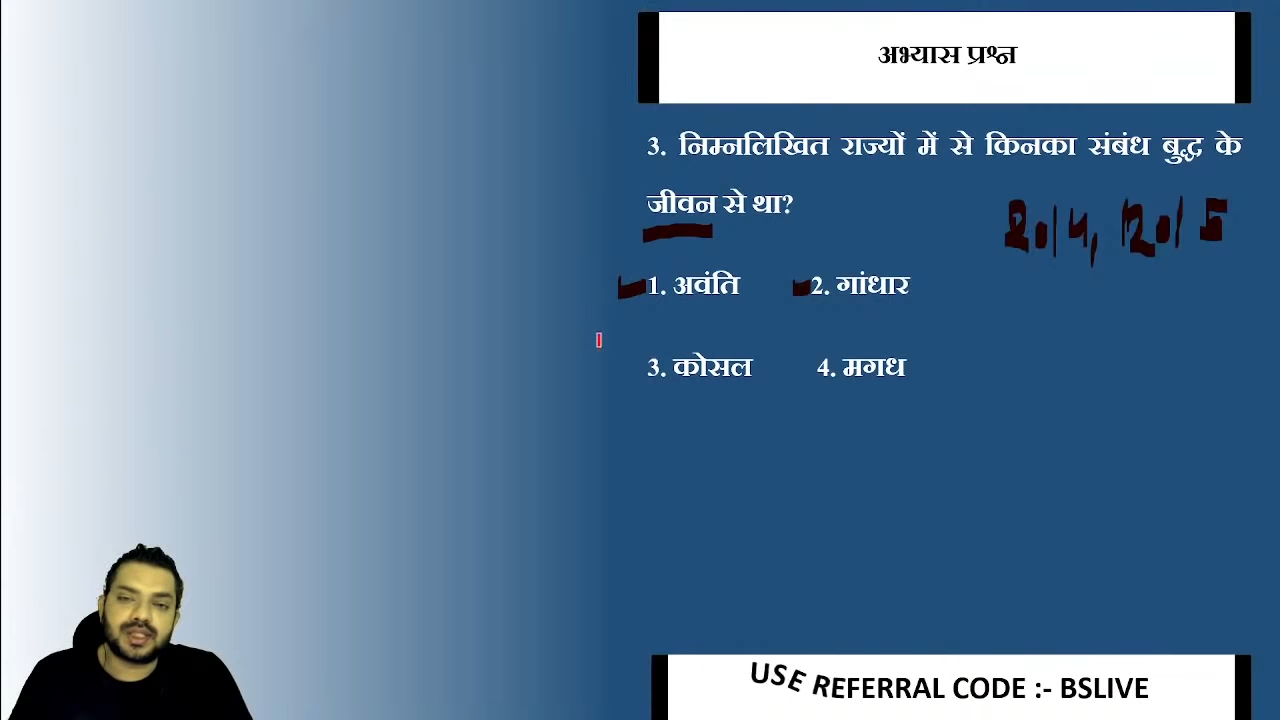 अभ्यास प्रश्न
3. निम्नलिखित राज्यों में से किनका संबंध बुद्ध के
जीवन से था?
2014, 2015
1. अवंति 2. गांधार
3. कोसल 4. मगध
USE REFERRAL CODE :- BSLIVE